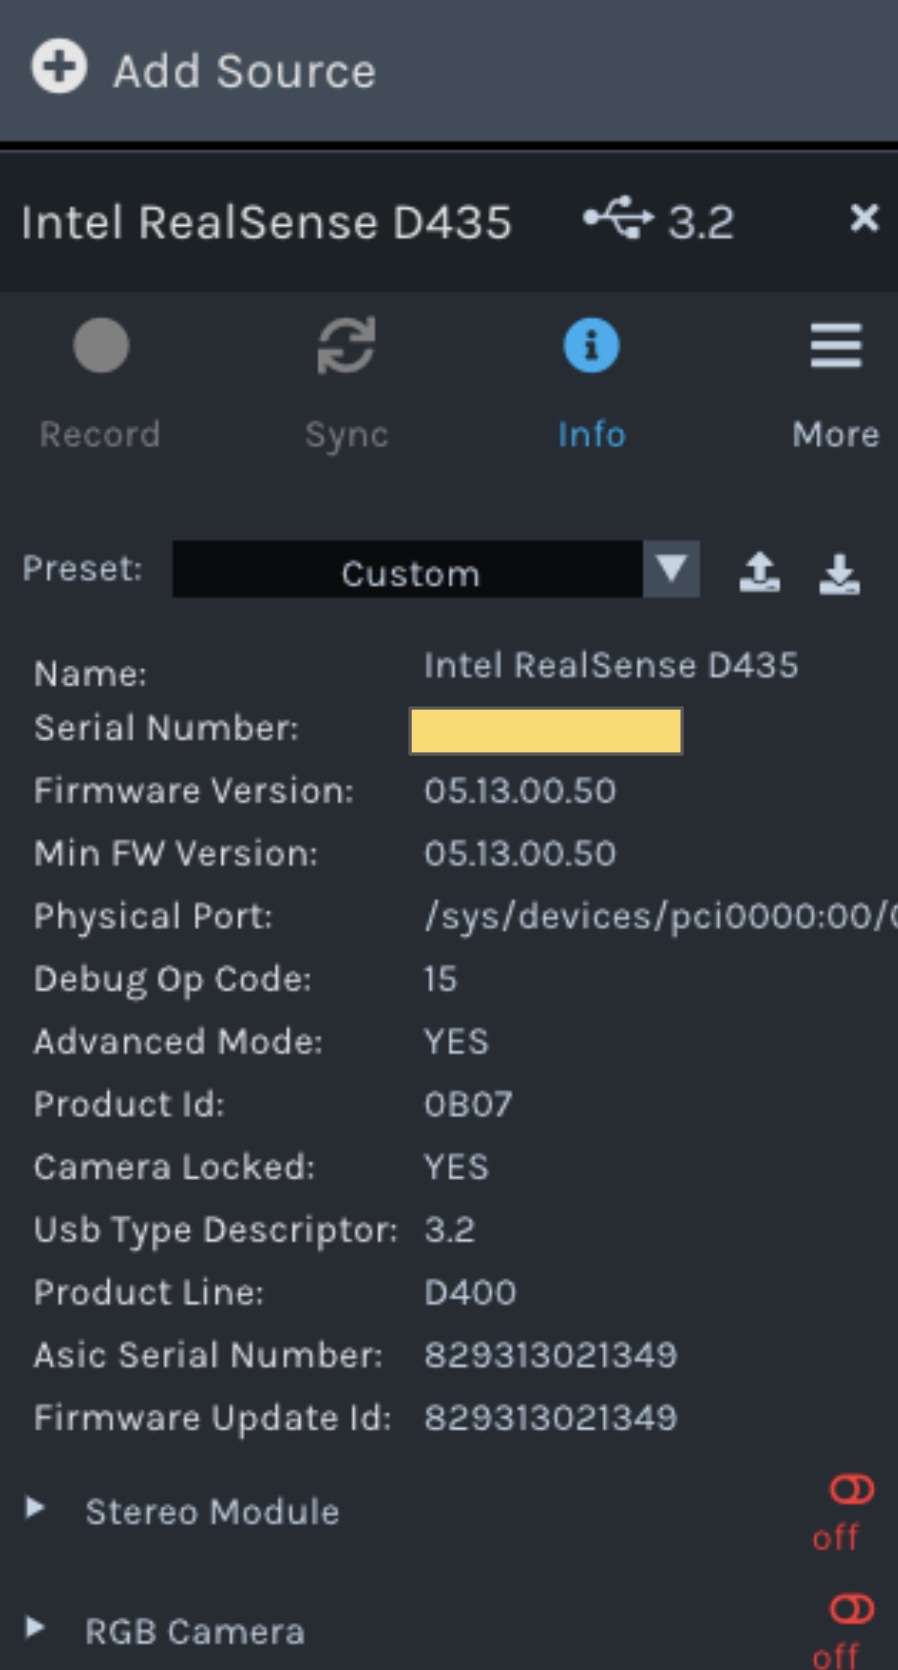 Add Source
Intel RealSense D435 3.2
Record Sync Info More
Preset: Custom
Name: Intel RealSense D435
Serial Number:
Firmware Version: 05.13.00.50
Min FW Version: 05.13.00.50
Physical Port: /sys/devices/pci0000:00/
Debug Op Code: 15
Advanced Mode: YES
Product Id: 0B07
Camera Locked: YES
Usb Type Descriptor: 3.2
Product Line: D400
Asic Serial Number: 829313021349
Firmware Update Id: 829313021349
Stereo Module
off
RGB Camera
off